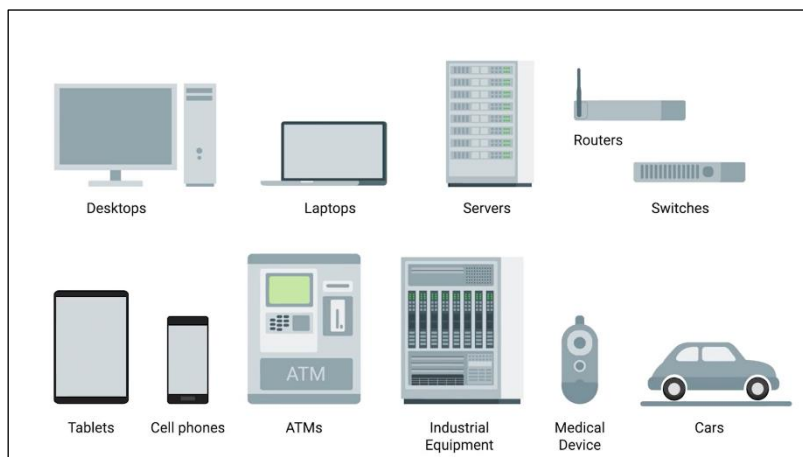 Routers
Desktops
Laptops
Servers
Switches
ATM
Tablets
Cell phones
ATMs
Industrial
Equipment
Medical
Device
Cars